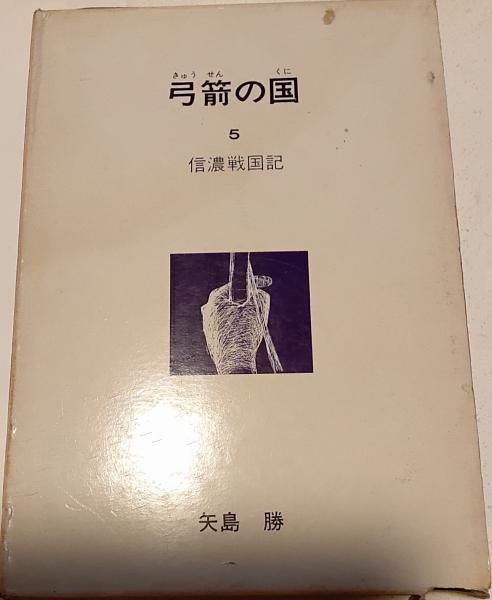 きゅう せん くに
弓箭の国
5
信濃戦国記
矢島 勝